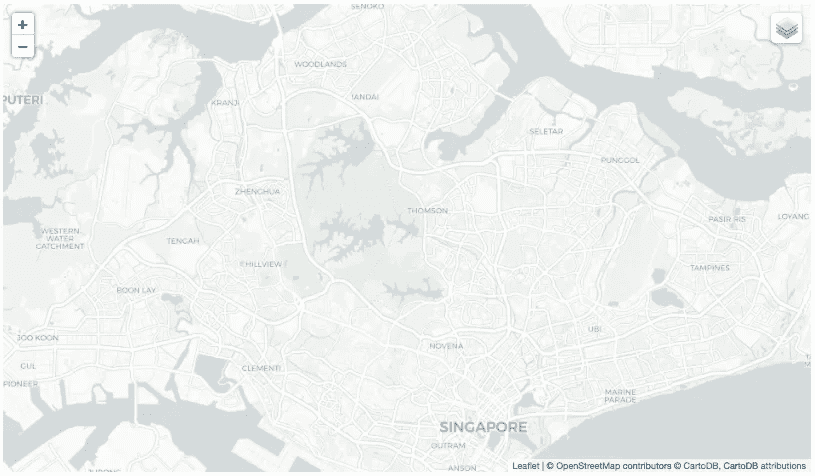 +
−
SENOKO
WOODLANDS
PUTERI
KRANJI
MANDAI
SELETAR
PUNGGOL
ZHENGHUA
THOMSON
PASIR RIS
LOYANG
WESTERN
WATER
CATCHMENT
TENGAH
HILLVIEW
TAMPINES
BOON LAY
UBI
JOO KOON
NOVENA
GUL
CLEMENTI
PIONEER
MARINE
PARADE
SINGAPORE
OUTRAM
ANSON
JURONG
Leaflet | © OpenStreetMap contributors © CartoDB, CartoDB attributions